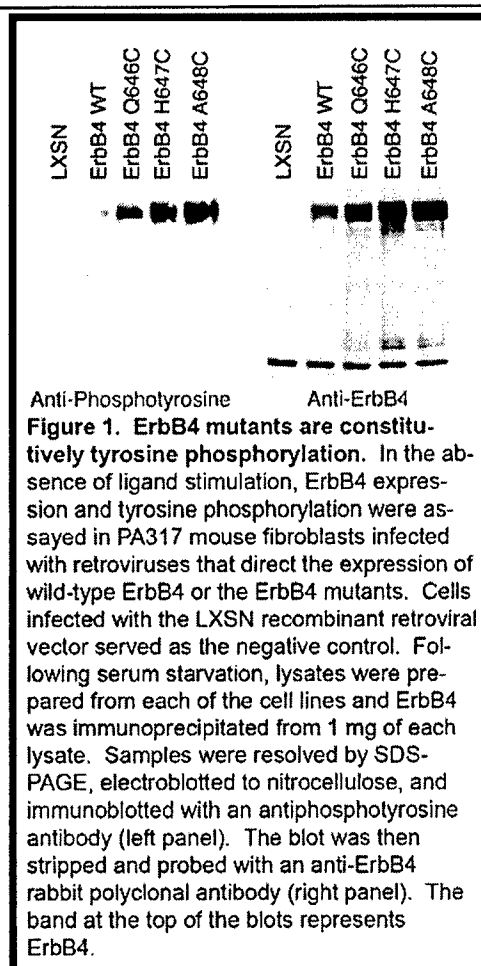 LXSN
ErbB4 WT
ErbB4 Q646C
ErbB4 H647C
ErbB4 A648C
LXSN
ErbB4 WT
ErbB4 Q646C
ErbB4 H647C
ErbB4 A648C
Anti-Phosphotyrosine Anti-ErbB4
Figure 1. ErbB4 mutants are constitu-
tively tyrosine phosphorylation. In the ab-
sence of ligand stimulation, ErbB4 expres-
sion and tyrosine phosphorylation were as-
sayed in PA317 mouse fibroblasts infected
with retroviruses that direct the expression of
wild-type ErbB4 or the ErbB4 mutants. Cells
infected with the LXSN recombinant retroviral
vector served as the negative control. Fol-
lowing serum starvation, lysates were pre-
pared from each of the cell lines and ErbB4
was immunoprecipitated from 1 mg of each
lysate. Samples were resolved by SDS-
PAGE, electroblotted to nitrocellulose, and
immunoblotted with an antiphosphotyrosine
antibody (left panel). The blot was then
stripped and probed with an anti-ErbB4
rabbit polyclonal antibody (right panel). The
band at the top of the blots represents
ErbB4.